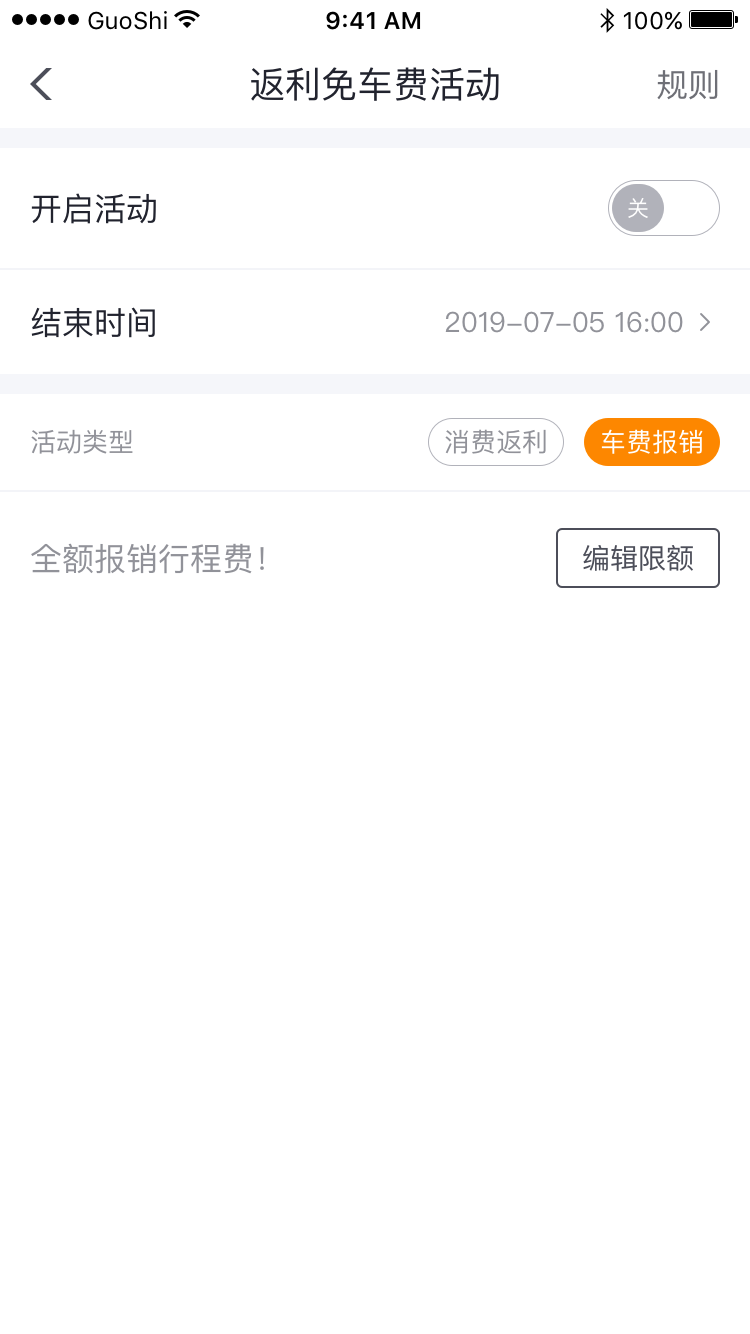 GuoShi 9:41 AM 100%
返利免车费活动 规则
开启活动 关
结束时间 2019-07-05 16:00
活动类型 消费返利 车费报销
全额报销行程费! 编辑限额